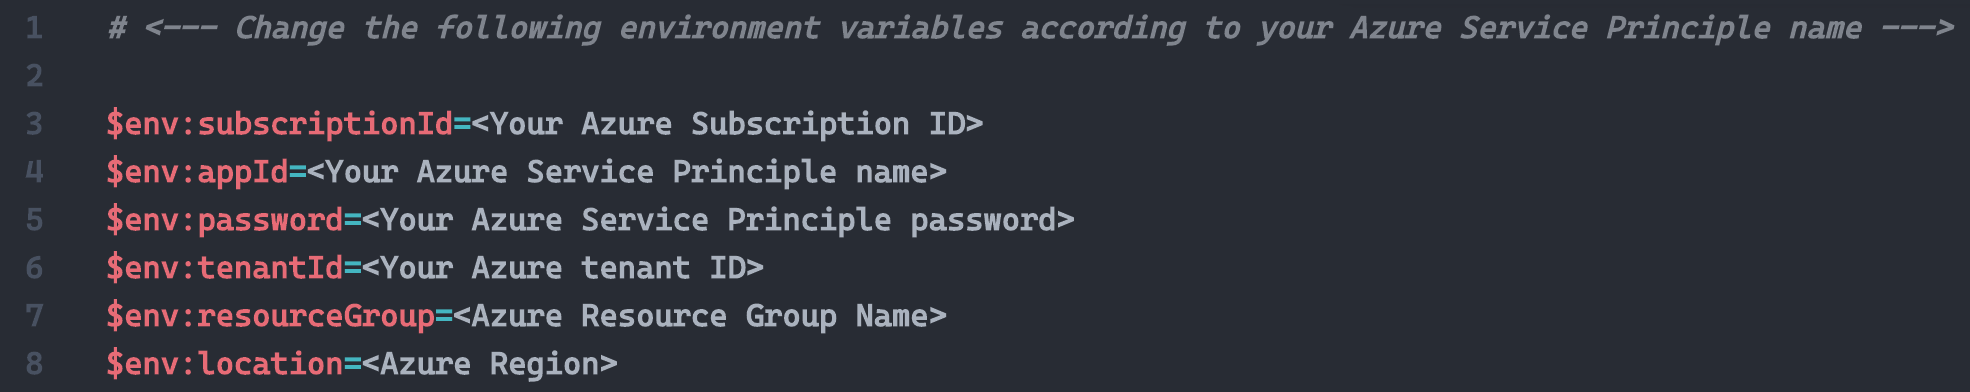 1 # <--- Change the following environment variables according to your Azure Service Principle name --->
2
3 $env:subscriptionId=<Your Azure Subscription ID>
4 $env:appId=<Your Azure Service Principle name>
5 $env:password=<Your Azure Service Principle password>
6 $env:tenantId=<Your Azure tenant ID>
7 $env:resourceGroup=<Azure Resource Group Name>
8 $env:location=<Azure Region>